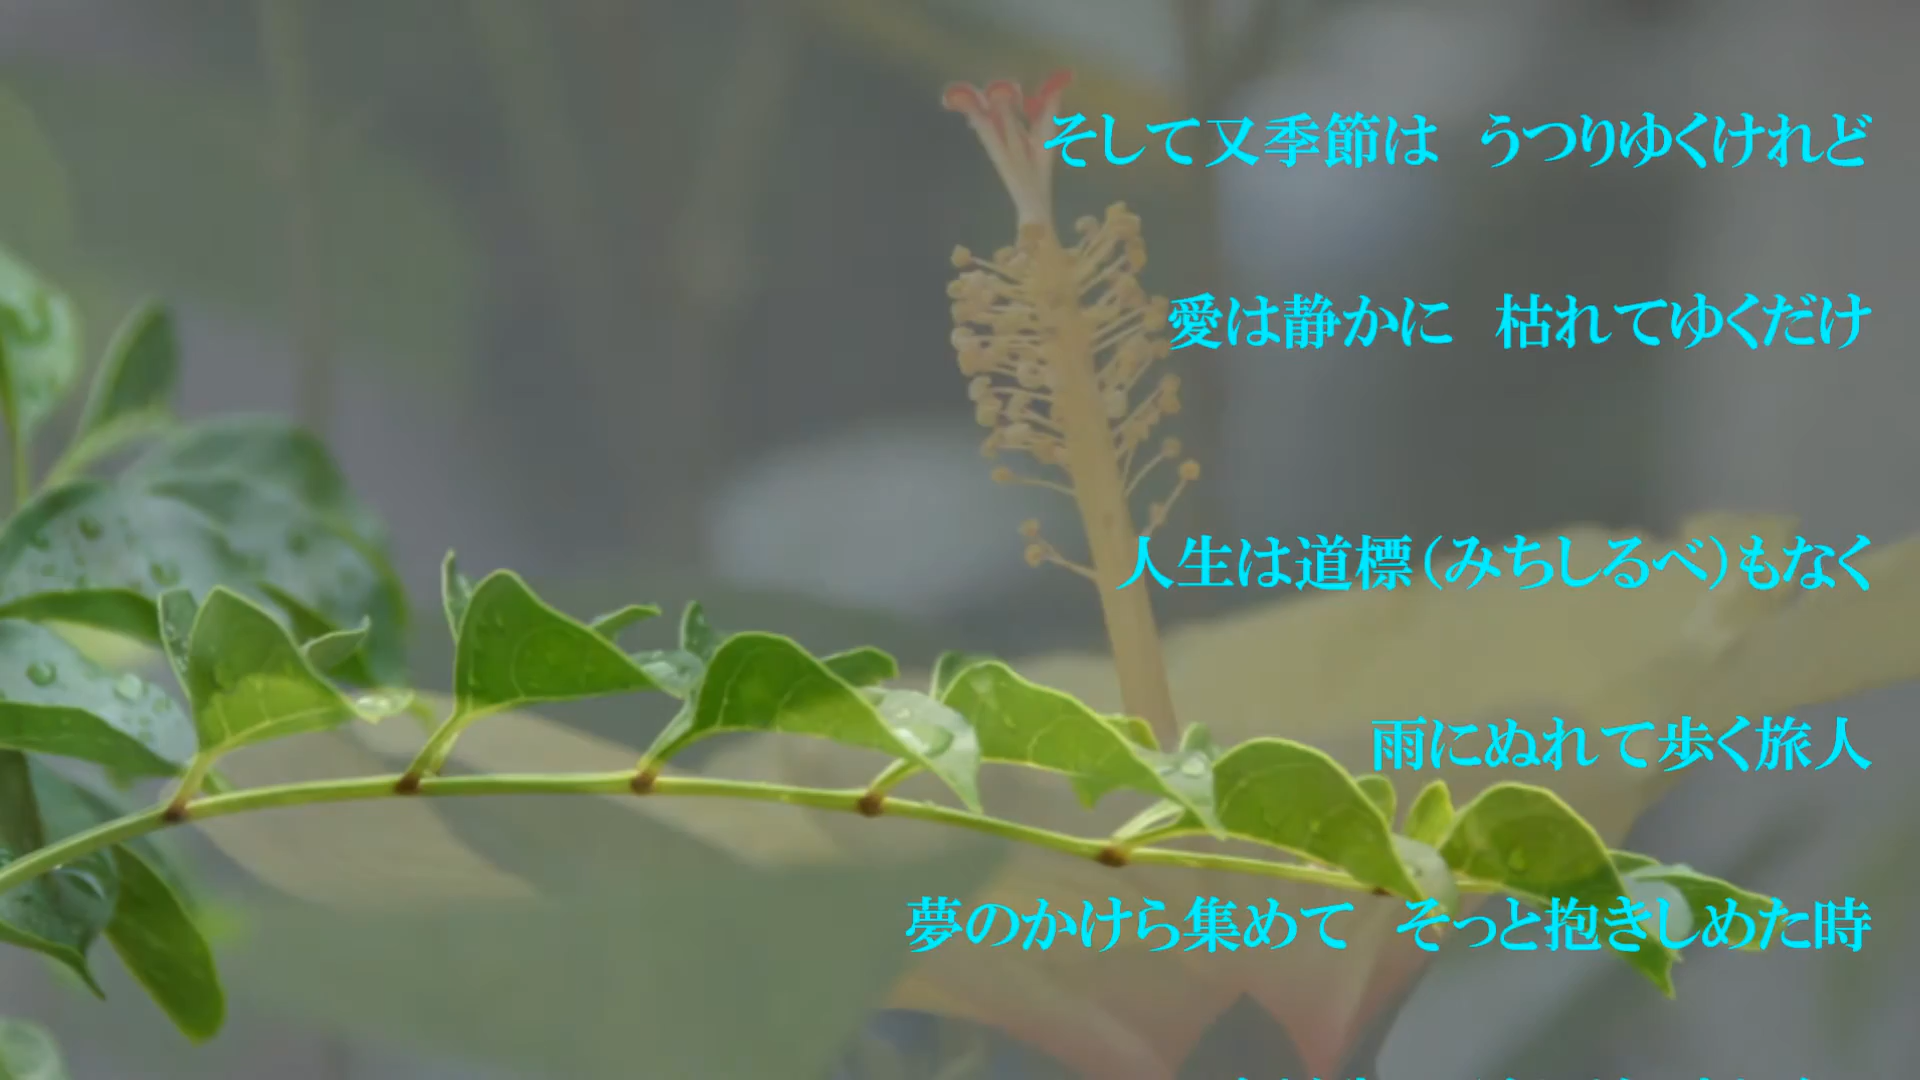 そして又季節は　うつりゆくけれど
愛は静かに　枯れてゆくだけ
人生は道標（みちしるべ）もなく
雨にぬれて歩く旅人
夢のかけら集めて　そっと抱きしめた時